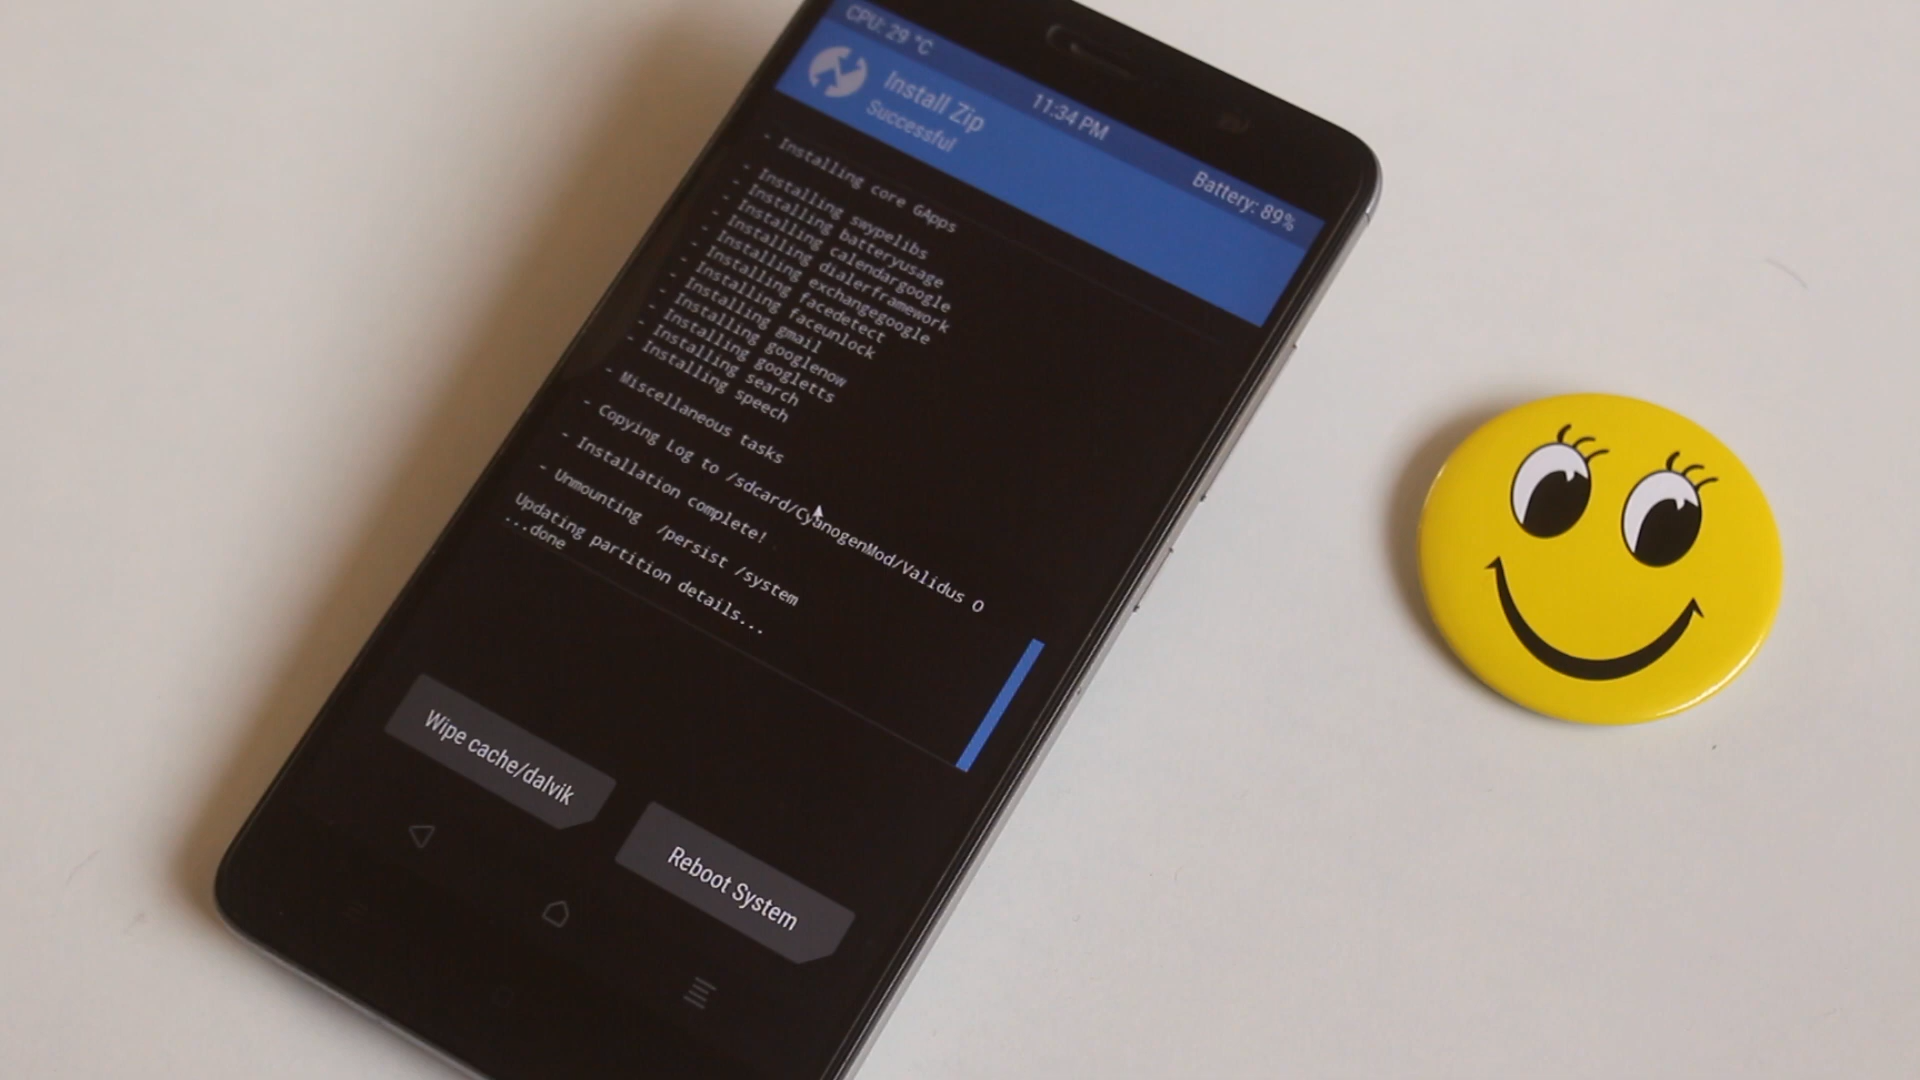 CPU: 29 °C
11:34 PM
Battery: 89%
Install Zip
Successful
- Installing core GApps
- Installing swypelibs
- Installing batteryusage
- Installing calendargoogle
- Installing dialerframework
- Installing exchangegoogle
- Installing facedetect
- Installing faceunlock
- Installing gmail
- Installing googlenow
- Installing googletts
- Installing search
- Installing speech
- Miscellaneous tasks
- Copying Log to /sdcard/CyanogenMod/Validus O
- Installation complete!
- Unmounting /persist /system
Updating partition details...
...done
Wipe cache/dalvik
Reboot System